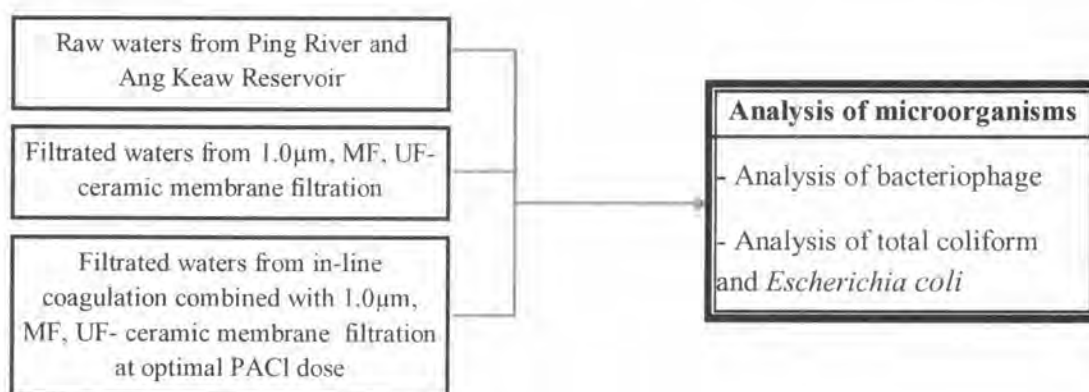 Raw waters from Ping River and
Ang Keaw Reservoir
Filtrated waters from 1.0µm, MF, UF-
ceramic membrane filtration
Filtrated waters from in-line
coagulation combined with 1.0µm,
MF, UF- ceramic membrane filtration
at optimal PACl dose
Analysis of microorganisms
- Analysis of bacteriophage
- Analysis of total coliform
and Escherichia coli